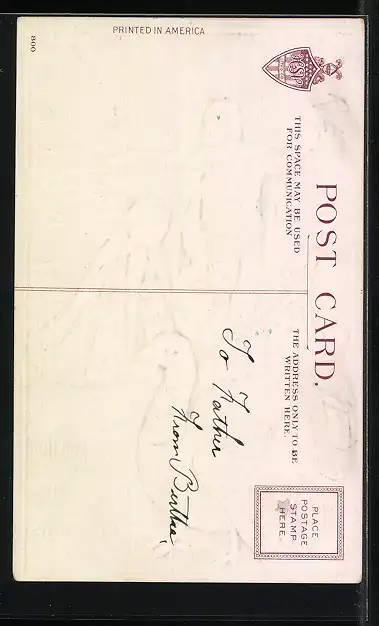 POST CARD.
THIS SPACE MAY BE USED
FOR COMMUNICATION
THE ADDRESS ONLY TO BE
WRITTEN HERE.
PLACE
POSTAGE
STAMP
HERE.
To Father
From Bertha.
PRINTED IN AMERICA
800